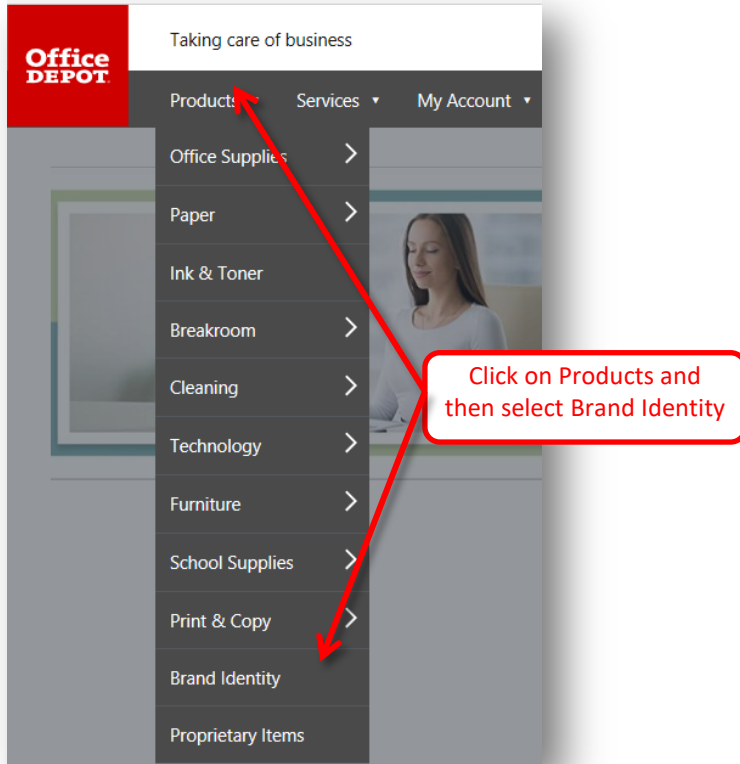 Office
DEPOT
Taking care of business
Products Services My Account
Office Supplies
Paper
Ink & Toner
Breakroom
Cleaning
Technology
Furniture
School Supplies
Print & Copy
Brand Identity
Proprietary Items
Click on Products and
then select Brand Identity